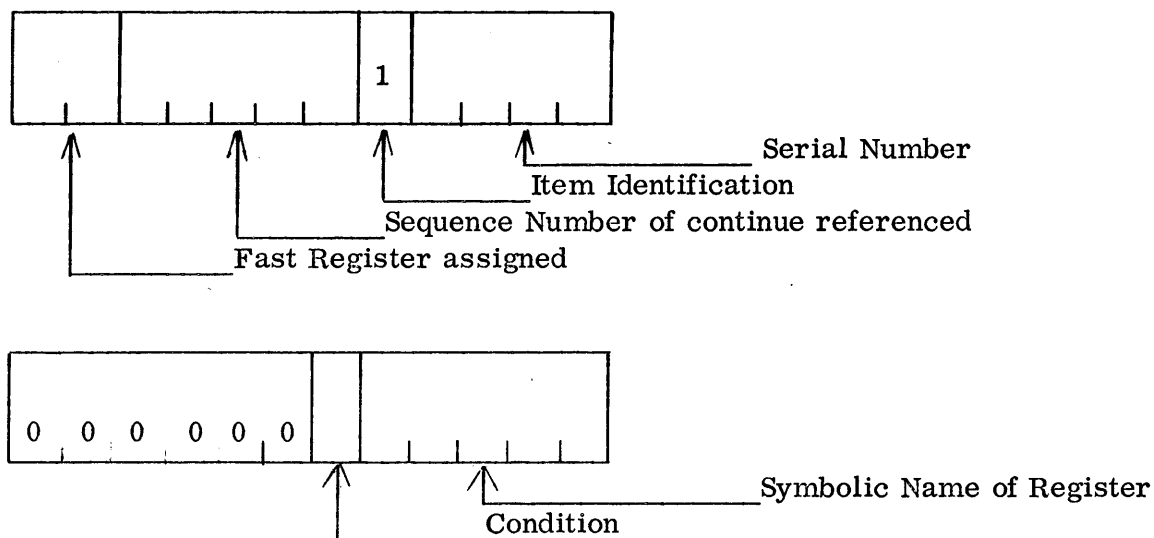 1
Serial Number
Item Identification
Sequence Number of continue referenced
Fast Register assigned
0 0 0 0 0 0
Symbolic Name of Register
Condition